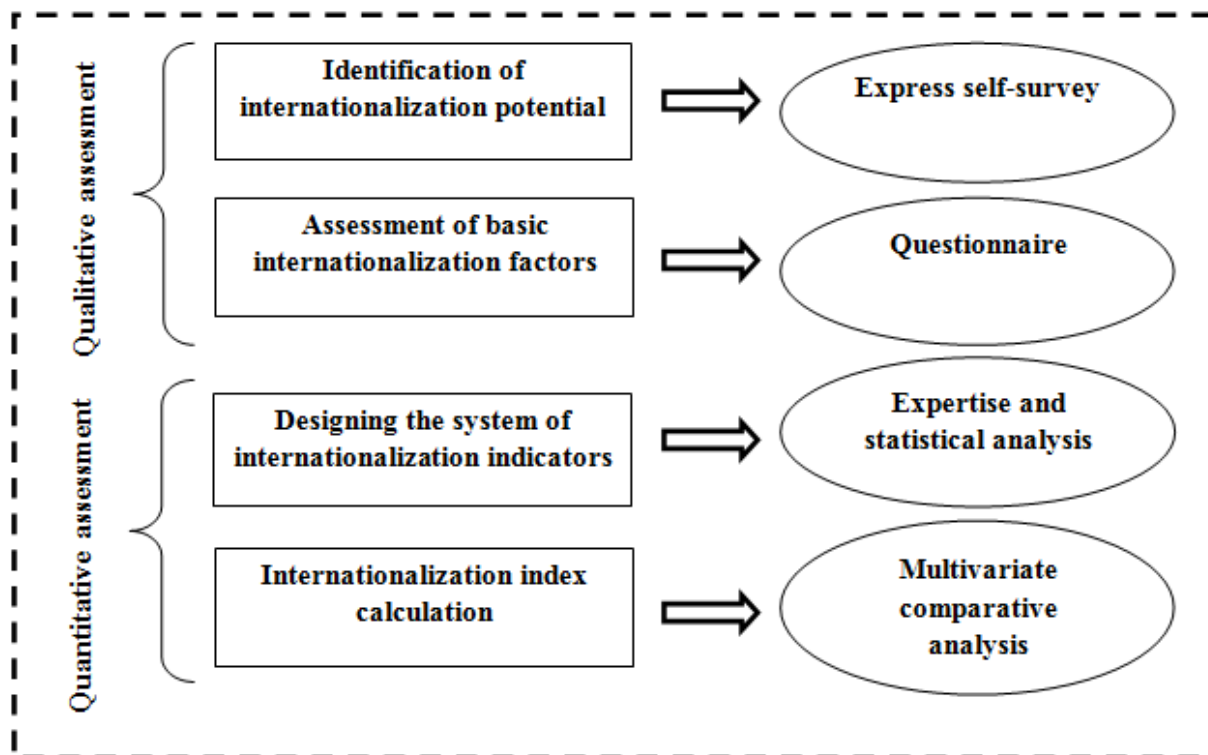 Qualitative assessment
Identification of
internationalization potential
Express self-survey
Assessment of basic
internationalization factors
Questionnaire
Quantitative assessment
Designing the system of
internationalization indicators
Expertise and
statistical analysis
Internationalization index
calculation
Multivariate
comparative
analysis